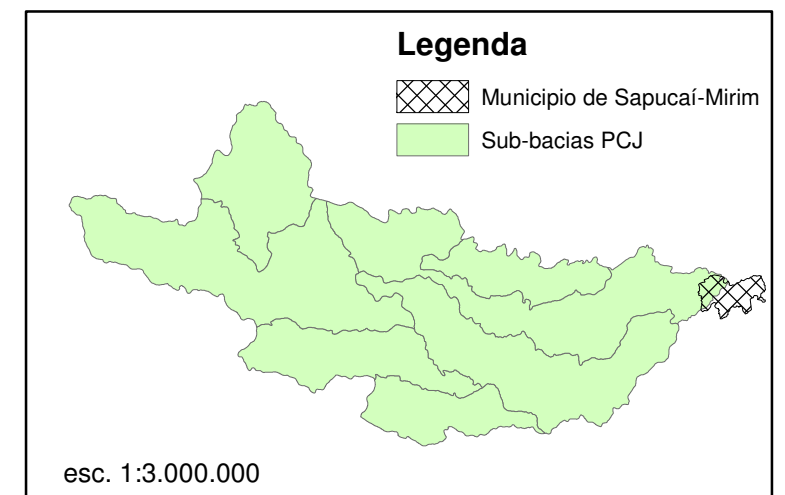 Legenda
Municipio de Sapucaí-Mirim
Sub-bacias PCJ
esc. 1:3.000.000